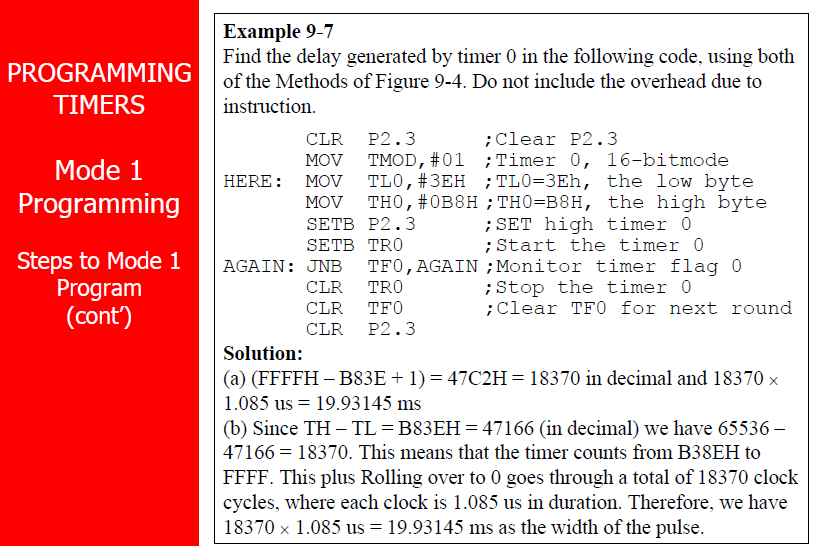 PROGRAMMING
TIMERS
Mode 1
Programming
Steps to Mode 1
Program
(cont’)
Example 9-7
Find the delay generated by timer 0 in the following code, using both
of the Methods of Figure 9-4. Do not include the overhead due to
instruction.
CLR P2.3 ;Clear P2.3
MOV TMOD,#01 ;Timer 0, 16-bitmode
HERE: MOV TL0,#3EH ;TL0=3Eh, the low byte
MOV TH0,#0B8H ;TH0=B8H, the high byte
SETB P2.3 ;SET high timer 0
SETB TR0 ;Start the timer 0
AGAIN: JNB TF0,AGAIN ;Monitor timer flag 0
CLR TR0 ;Stop the timer 0
CLR TF0 ;Clear TF0 for next round
CLR P2.3
Solution:
(a) (FFFFH – B83E + 1) = 47C2H = 18370 in decimal and 18370 ×
1.085 us = 19.93145 ms
(b) Since TH – TL = B83EH = 47166 (in decimal) we have 65536 –
47166 = 18370. This means that the timer counts from B38EH to
FFFF. This plus Rolling over to 0 goes through a total of 18370 clock
cycles, where each clock is 1.085 us in duration. Therefore, we have
18370 × 1.085 us = 19.93145 ms as the width of the pulse.